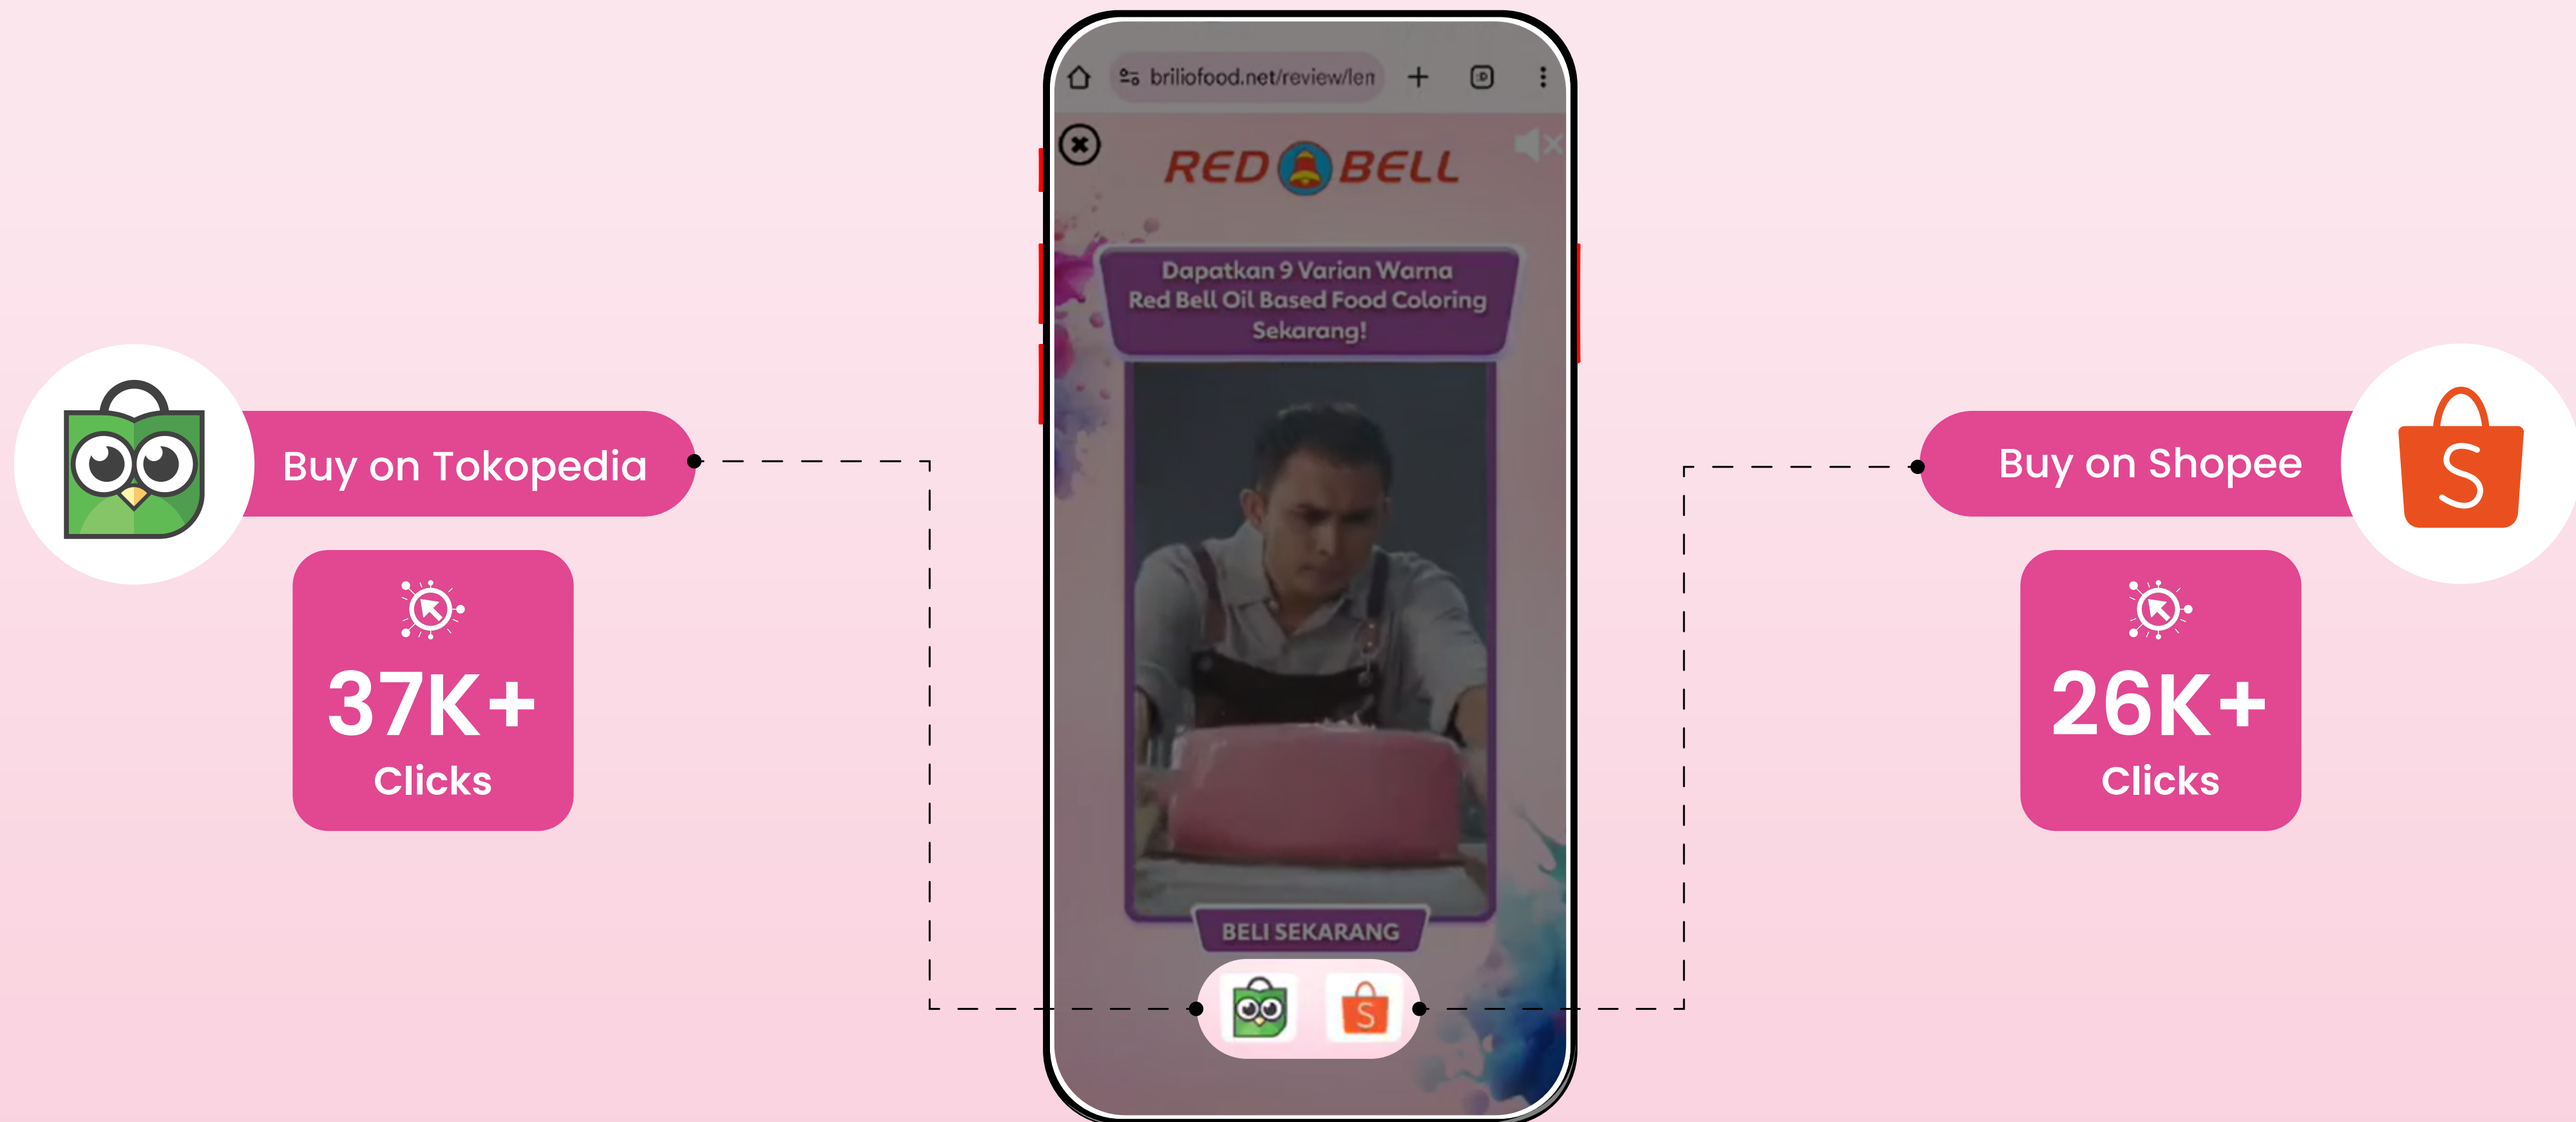 briliofood.net/review/len
RED BELL
Dapatkan 9 Varian Warna
Red Bell Oil Based Food Coloring
Sekarang!
Buy on Tokopedia
37K+
Clicks
Buy on Shopee
S
26K+
Clicks
BELI SEKARANG
S